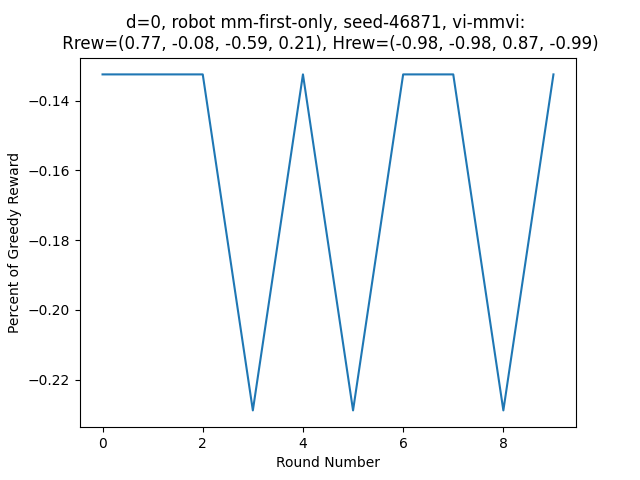 d=0, robot mm-first-only, seed-46871, vi-mmvi:
Rrew=(0.77, -0.08, -0.59, 0.21), Hrew=(-0.98, -0.98, 0.87, -0.99)
−0.14
−0.16
−0.18
−0.20
−0.22
Percent of Greedy Reward
0 2 4 6 8
Round Number